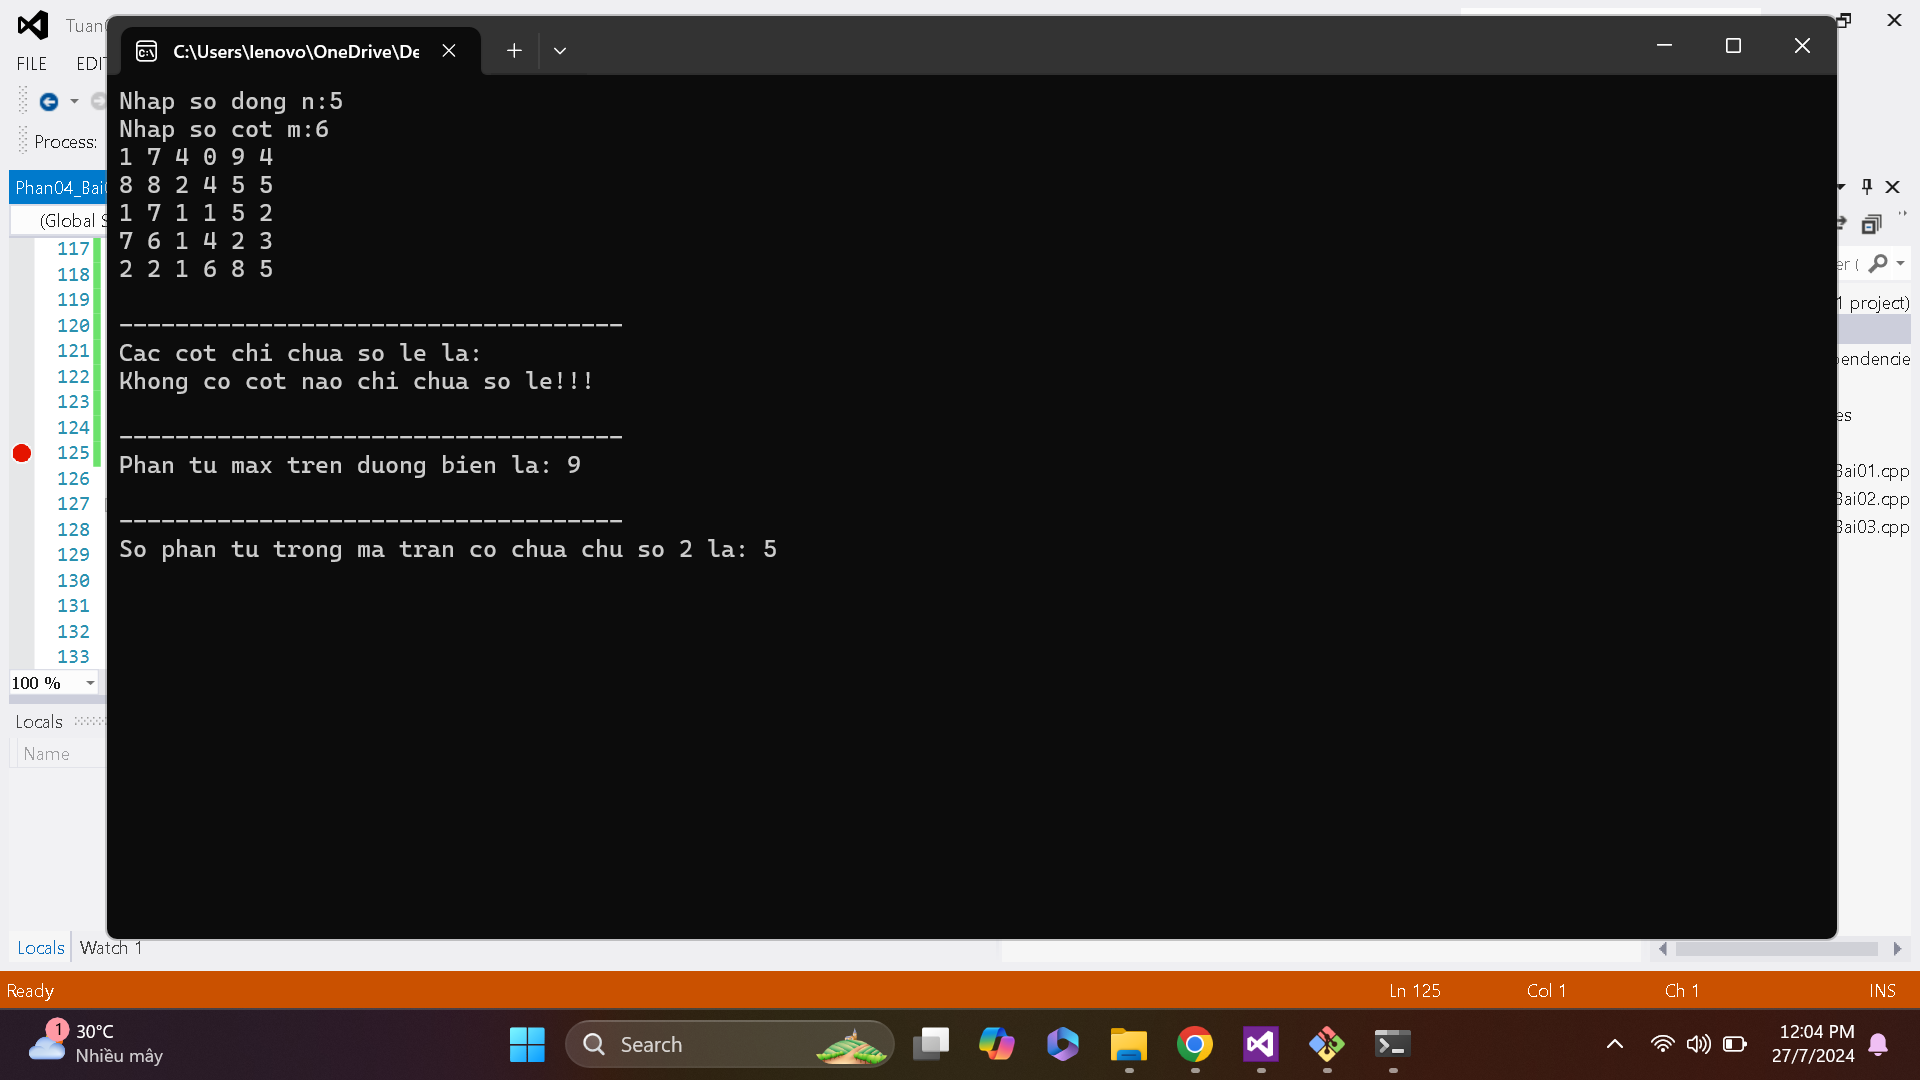 Tuan0
C:\Users\lenovo\OneDrive\De
FILE EDIT
Process:
Nhap so dong n:5
Nhap so cot m:6
1 7 4 0 9 4
8 8 2 4 5 5
1 7 1 1 5 2
7 6 1 4 2 3
2 2 1 6 8 5
-----------------------------------
Cac cot chi chua so le la:
Khong co cot nao chi chua so le!!!
-----------------------------------
Phan tu max tren duong bien la: 9
-----------------------------------
So phan tu trong ma tran co chua chu so 2 la: 5
Phan04_Bai
(Global S
117
118
119
120
121
122
123
124
125
126
127
128
129
130
131
132
133
100 %
Locals
Name
Locals Watch 1
er (
1 project)
pendencie
es
Bai01.cpp
Bai02.cpp
Bai03.cpp
Ready Ln 125 Col 1 Ch 1 INS
1
30°C
Nhiều mây
Search
12:04 PM
27/7/2024